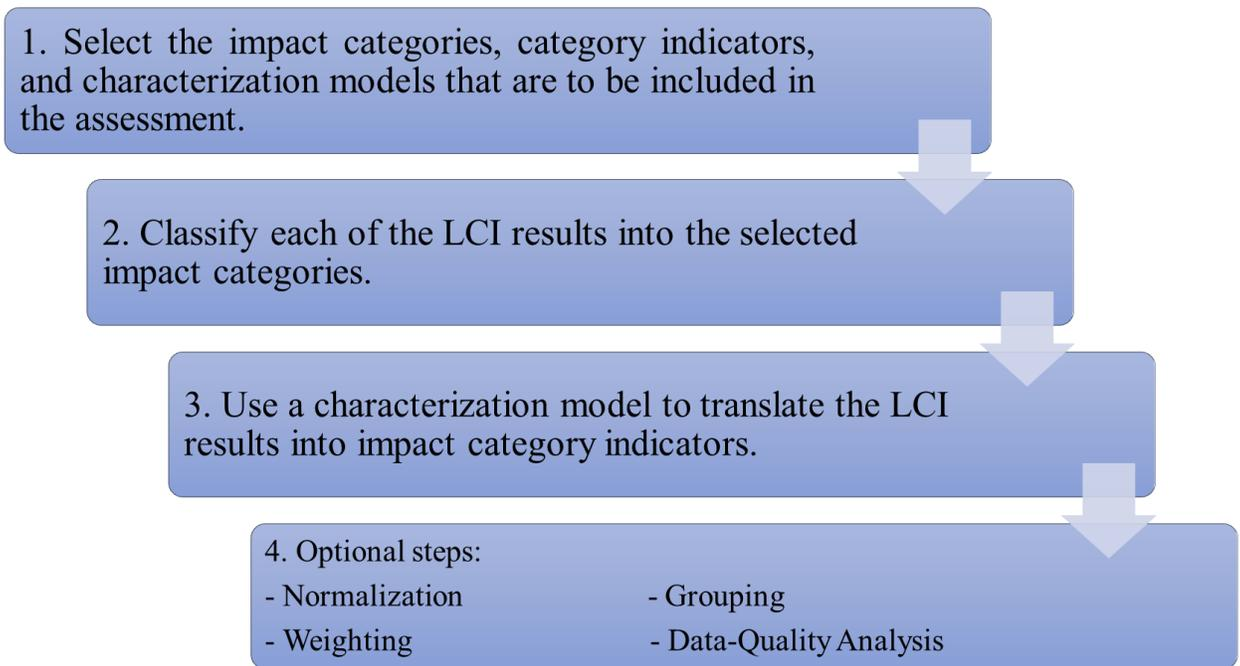 1. Select the impact categories, category indicators,
and characterization models that are to be included in
the assessment.
2. Classify each of the LCI results into the selected
impact categories.
3. Use a characterization model to translate the LCI
results into impact category indicators.
4. Optional steps:
- Normalization - Grouping
- Weighting - Data-Quality Analysis